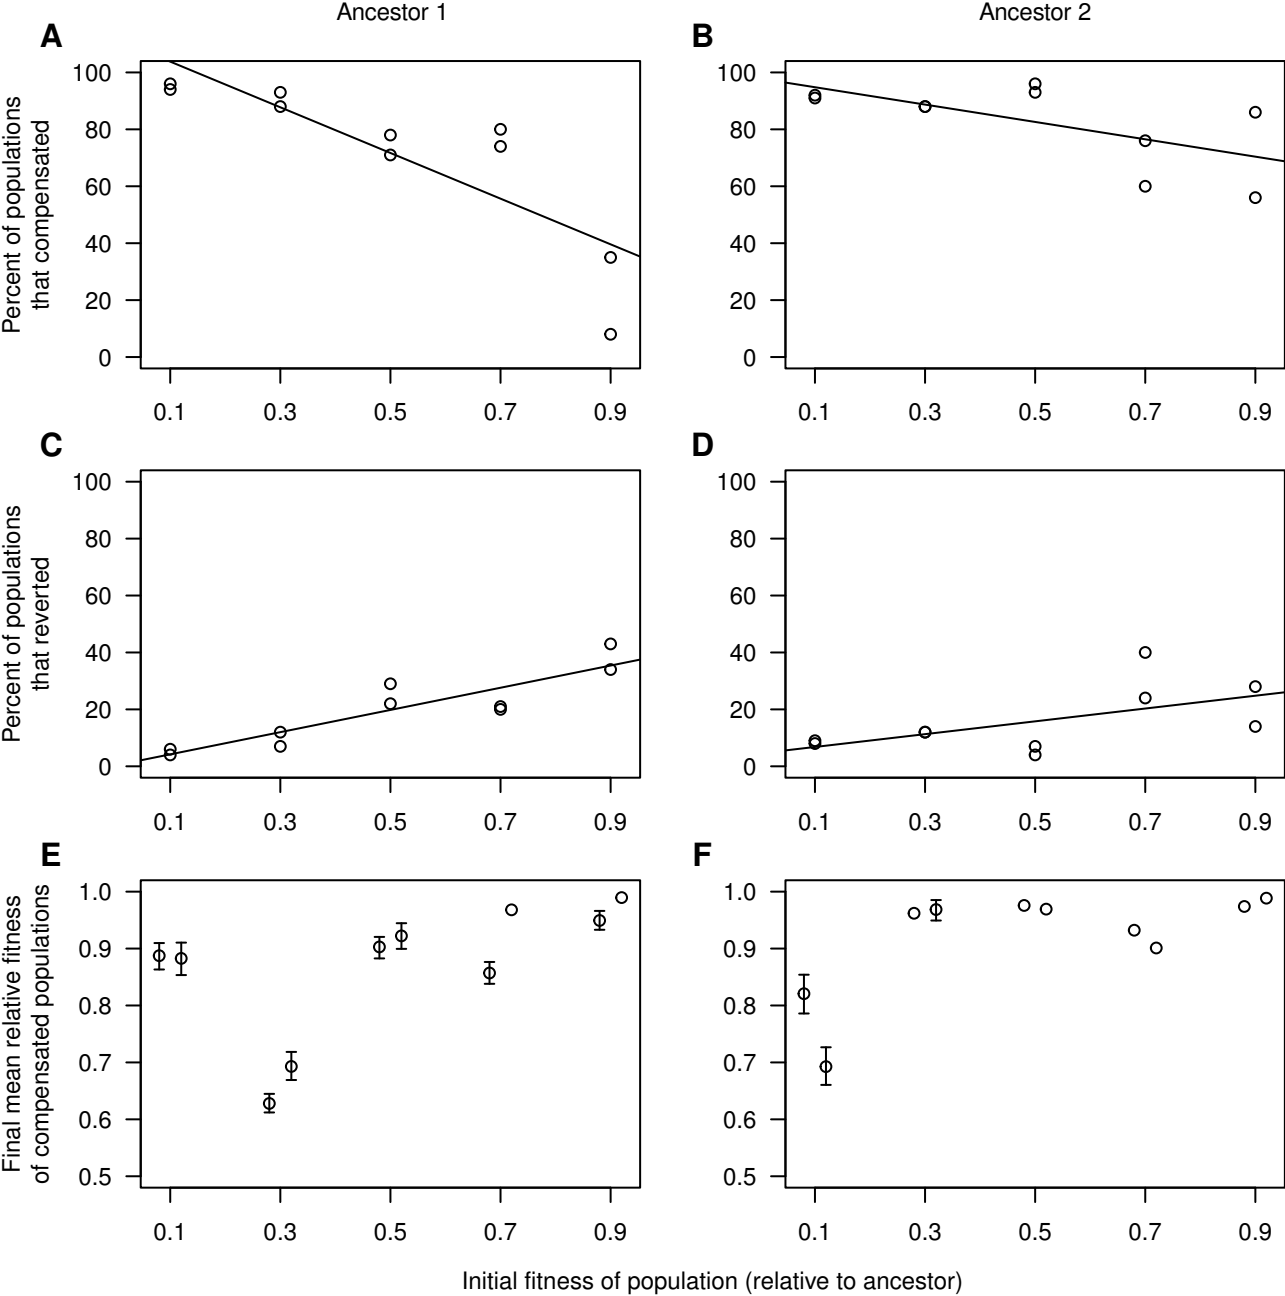 Ancestor 1
Ancestor 2
A
B
Percent of populations
that compensated
100
80
60
40
20
0
0.1 0.3 0.5 0.7 0.9
100
80
60
40
20
0
0.1 0.3 0.5 0.7 0.9
C
D
Percent of populations
that reverted
100
80
60
40
20
0
0.1 0.3 0.5 0.7 0.9
100
80
60
40
20
0
0.1 0.3 0.5 0.7 0.9
E
F
Final mean relative fitness
of compensated populations
1.0
0.9
0.8
0.7
0.6
0.5
0.1 0.3 0.5 0.7 0.9
1.0
0.9
0.8
0.7
0.6
0.5
0.1 0.3 0.5 0.7 0.9
Initial fitness of population (relative to ancestor)